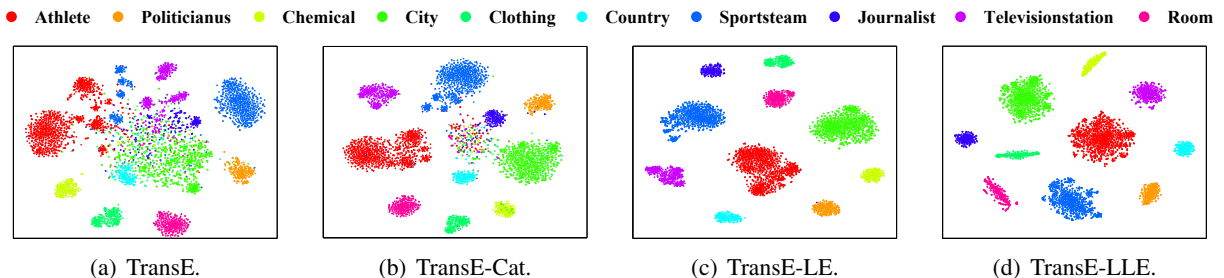 Athlete Politicianus Chemical City Clothing Country Sportsteam Journalist Televisionstation Room
(a) TransE. (b) TransE-Cat. (c) TransE-LE. (d) TransE-LLE.